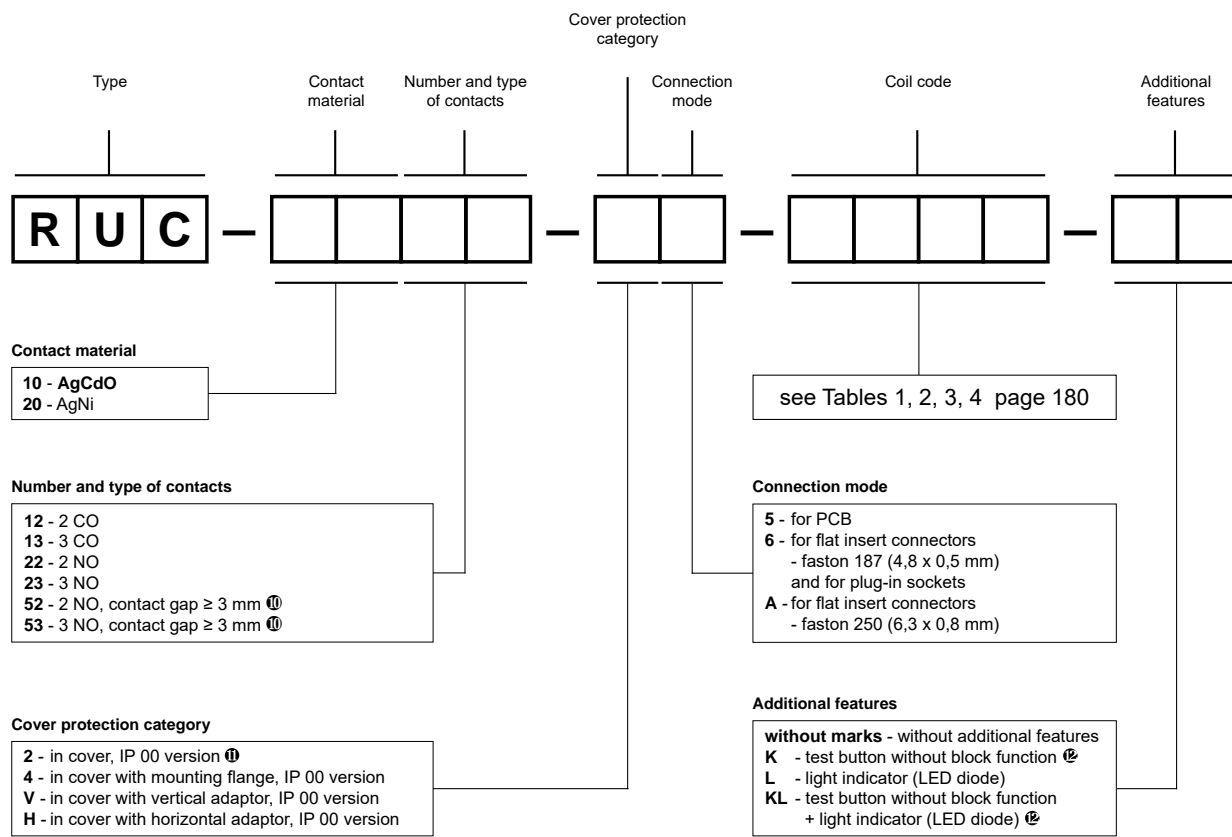 Cover protection
category
Type
Contact
material
Number and type
of contacts
Connection
mode
Coil code
Additional
features
R U C – – – –
Contact material
10 - AgCdO
20 - AgNi
see Tables 1, 2, 3, 4 page 180
Number and type of contacts
12 - 2 CO
13 - 3 CO
22 - 2 NO
23 - 3 NO
52 - 2 NO, contact gap ≥ 3 mm ❿
53 - 3 NO, contact gap ≥ 3 mm ❿
Connection mode
5 - for PCB
6 - for flat insert connectors
- faston 187 (4,8 x 0,5 mm)
and for plug-in sockets
A - for flat insert connectors
- faston 250 (6,3 x 0,8 mm)
Cover protection category
2 - in cover, IP 00 version ⓫
4 - in cover with mounting flange, IP 00 version
V - in cover with vertical adaptor, IP 00 version
H - in cover with horizontal adaptor, IP 00 version
Additional features
without marks - without additional features
K - test button without block function ⓬
L - light indicator (LED diode)
KL - test button without block function
+ light indicator (LED diode) ⓬